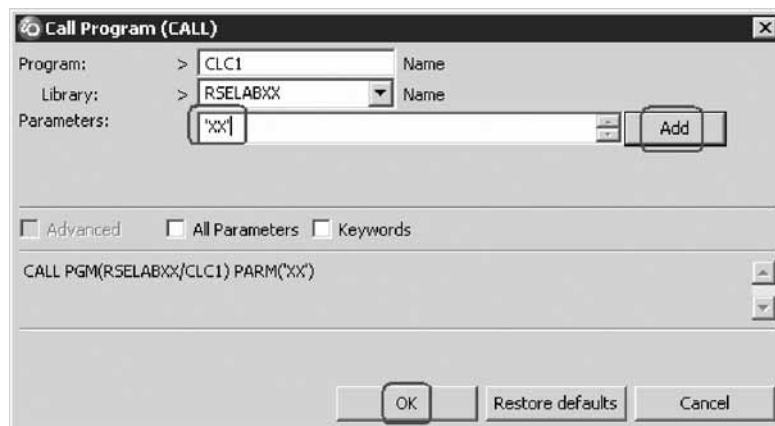 Call Program (CALL)
Program: > CLC1 Name
Library: > RSELABXX Name
Parameters: 'XX' Add
Advanced All Parameters Keywords
CALL PGM(RSELABXX/CLC1) PARM('XX')
OK Restore defaults Cancel